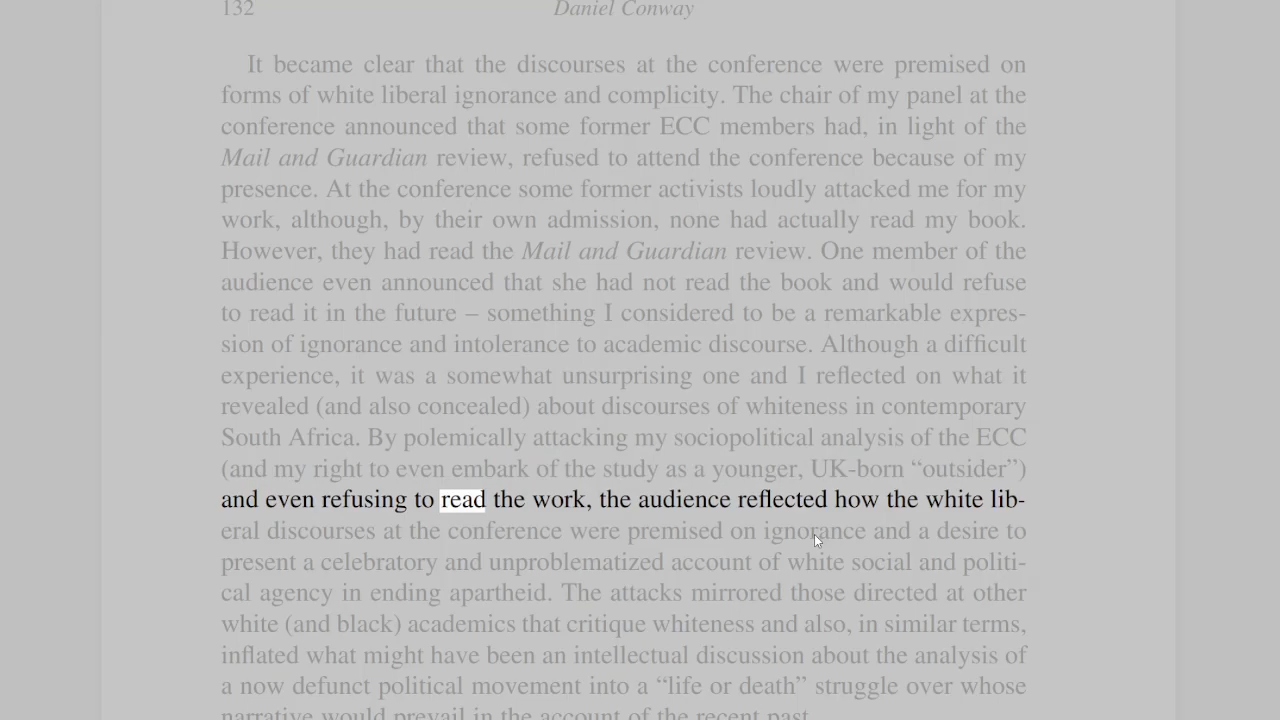 132 Daniel Conway
It became clear that the discourses at the conference were premised on
forms of white liberal ignorance and complicity. The chair of my panel at the
conference announced that some former ECC members had, in light of the
Mail and Guardian review, refused to attend the conference because of my
presence. At the conference some former activists loudly attacked me for my
work, although, by their own admission, none had actually read my book.
However, they had read the Mail and Guardian review. One member of the
audience even announced that she had not read the book and would refuse
to read it in the future – something I considered to be a remarkable expres-
sion of ignorance and intolerance to academic discourse. Although a difficult
experience, it was a somewhat unsurprising one and I reflected on what it
revealed (and also concealed) about discourses of whiteness in contemporary
South Africa. By polemically attacking my sociopolitical analysis of the ECC
(and my right to even embark of the study as a younger, UK-born “outsider”)
and even refusing to read the work, the audience reflected how the white lib-
eral discourses at the conference were premised on ignorance and a desire to
present a celebratory and unproblematized account of white social and politi-
cal agency in ending apartheid. The attacks mirrored those directed at other
white (and black) academics that critique whiteness and also, in similar terms,
inflated what might have been an intellectual discussion about the analysis of
a now defunct political movement into a “life or death” struggle over whose
narrative would prevail in the account of the recent past.